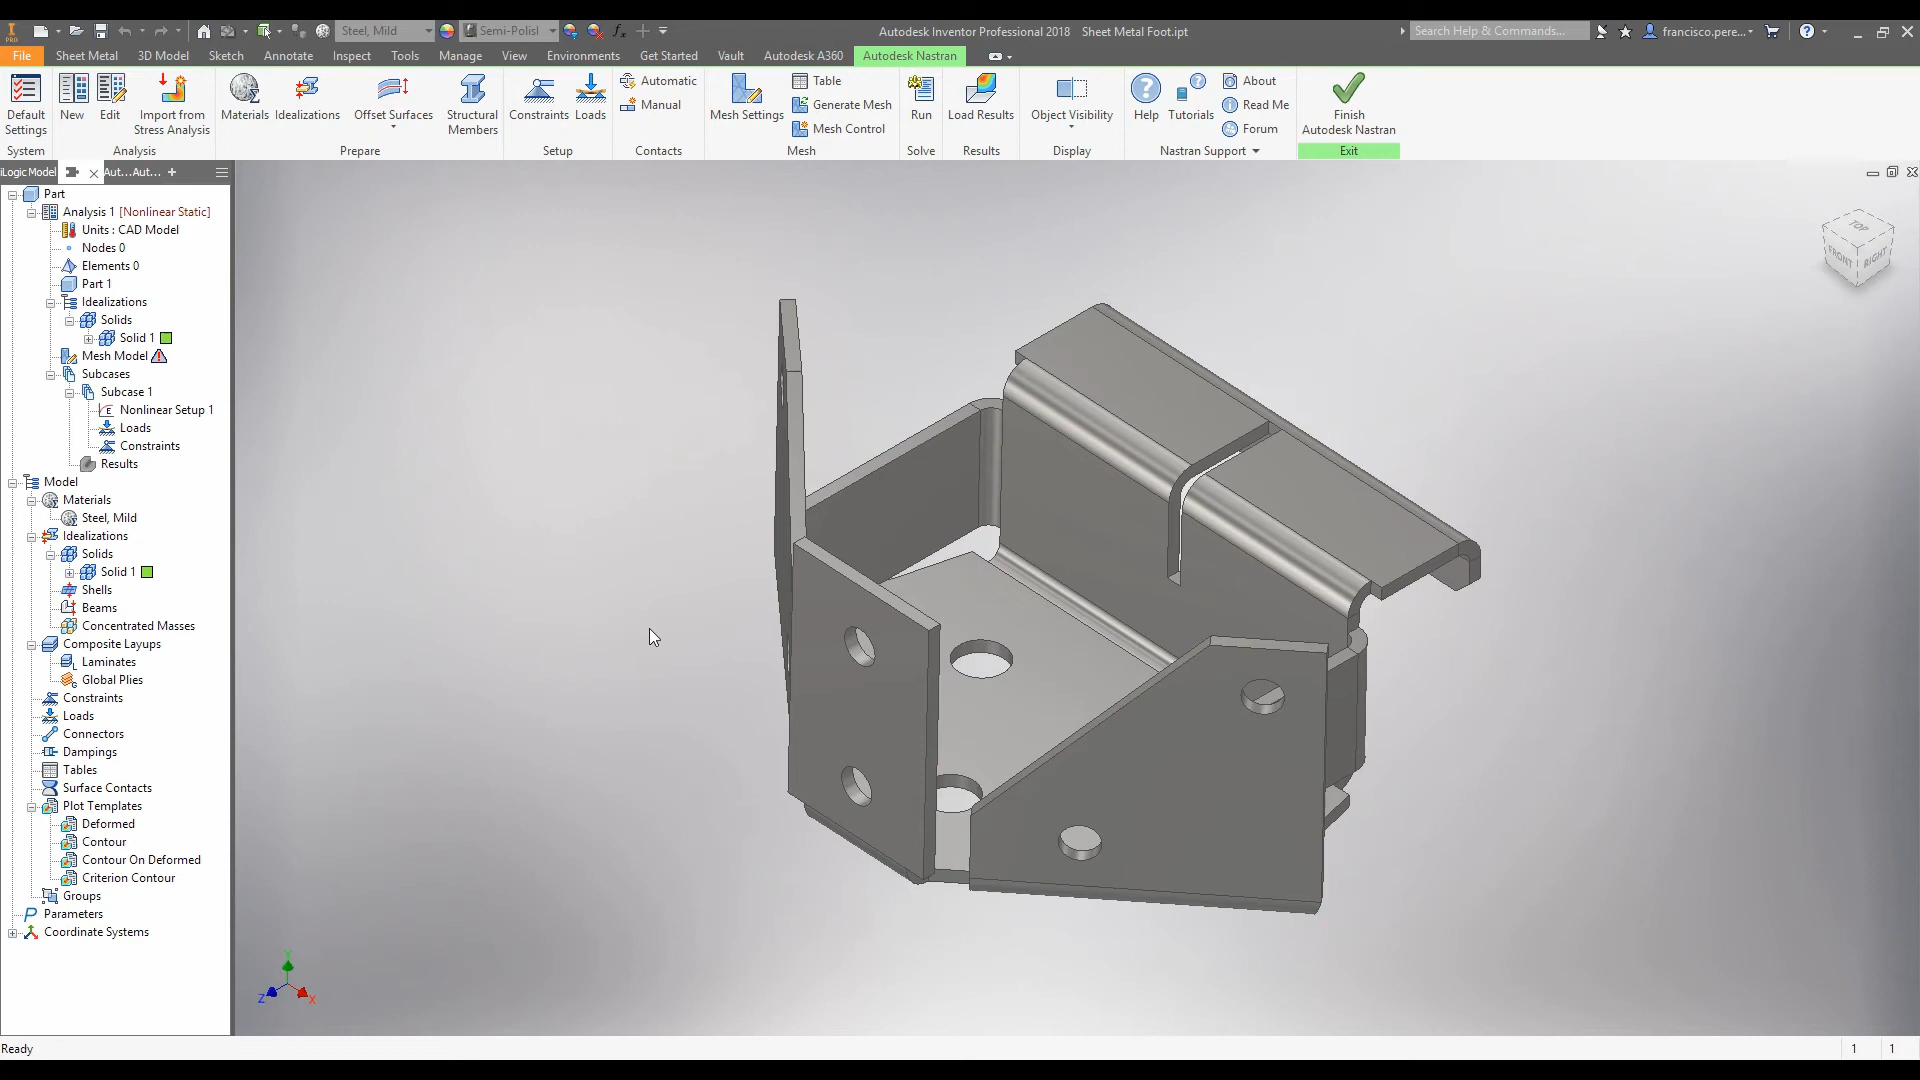 PRO
Steel, Mild
Semi-Polisl
Autodesk Inventor Professional 2018 Sheet Metal Foot.ipt
Search Help & Commands...
francisco.pere...
File Sheet Metal 3D Model Sketch Annotate Inspect Tools Manage View Environments Get Started Vault Autodesk A360 Autodesk Nastran
Default Settings
New
Edit
Import from Stress Analysis
Materials
Idealizations
Offset Surfaces
Structural Members
Constraints
Loads
Automatic
Manual
Mesh Settings
Table
Generate Mesh
Mesh Control
Run
Load Results
Object Visibility
Help
Tutorials
About
Read Me
Forum
Finish Autodesk Nastran
System Analysis Prepare Setup Contacts Mesh Solve Results Display Nastran Support Exit
iLogic Model Aut...Aut...
Part
Analysis 1 [Nonlinear Static]
Units : CAD Model
Nodes 0
Elements 0
Part 1
Idealizations
Solids
Solid 1
Mesh Model
Subcases
Subcase 1
Nonlinear Setup 1
Loads
Constraints
Results
Model
Materials
Steel, Mild
Idealizations
Solids
Solid 1
Shells
Beams
Concentrated Masses
Composite Layups
Laminates
Global Plies
Constraints
Loads
Connectors
Dampings
Tables
Surface Contacts
Plot Templates
Deformed
Contour
Contour On Deformed
Criterion Contour
Groups
Parameters
Coordinate Systems
TOP
FRONT
RIGHT
Y
Z
X
Ready
1 1